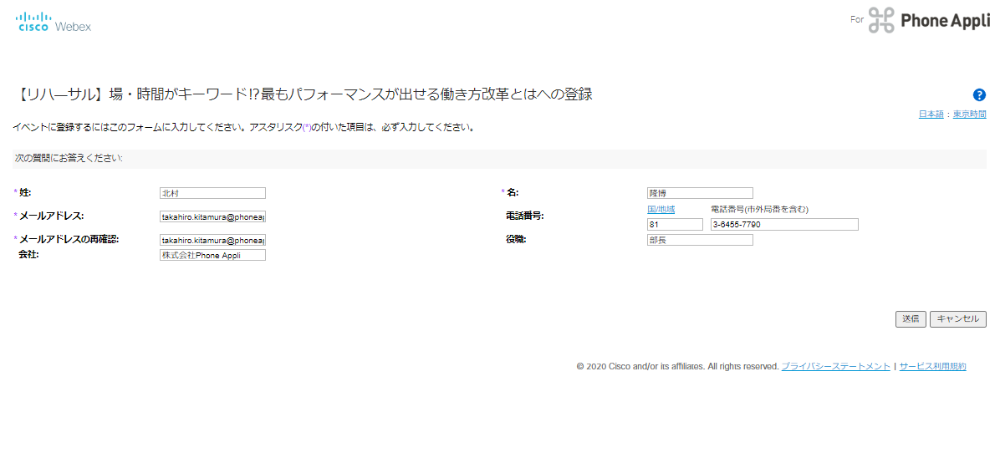 CISCO Webex
For Phone Appli
【リハーサル】場・時間がキーワード!?最もパフォーマンスが出せる働き方改革とはへの登録
?
日本語 : 東京時間
イベントに登録するにはこのフォームに入力してください。アスタリスク(*)の付いた項目は、必ず入力してください。
次の質問にお答えください:
* 姓: 北村 * 名: 隆博
国/地域 電話番号(市外局番を含む)
* メールアドレス: takahiro.kitamura@phoneap 電話番号: 81 3-6455-7790
* メールアドレスの再確認: takahiro.kitamura@phoneap 役職: 部長
会社: 株式会社Phone Appli
送信 キャンセル
© 2020 Cisco and/or its affiliates. All rights reserved. プライバシーステートメント | サービス利用規約